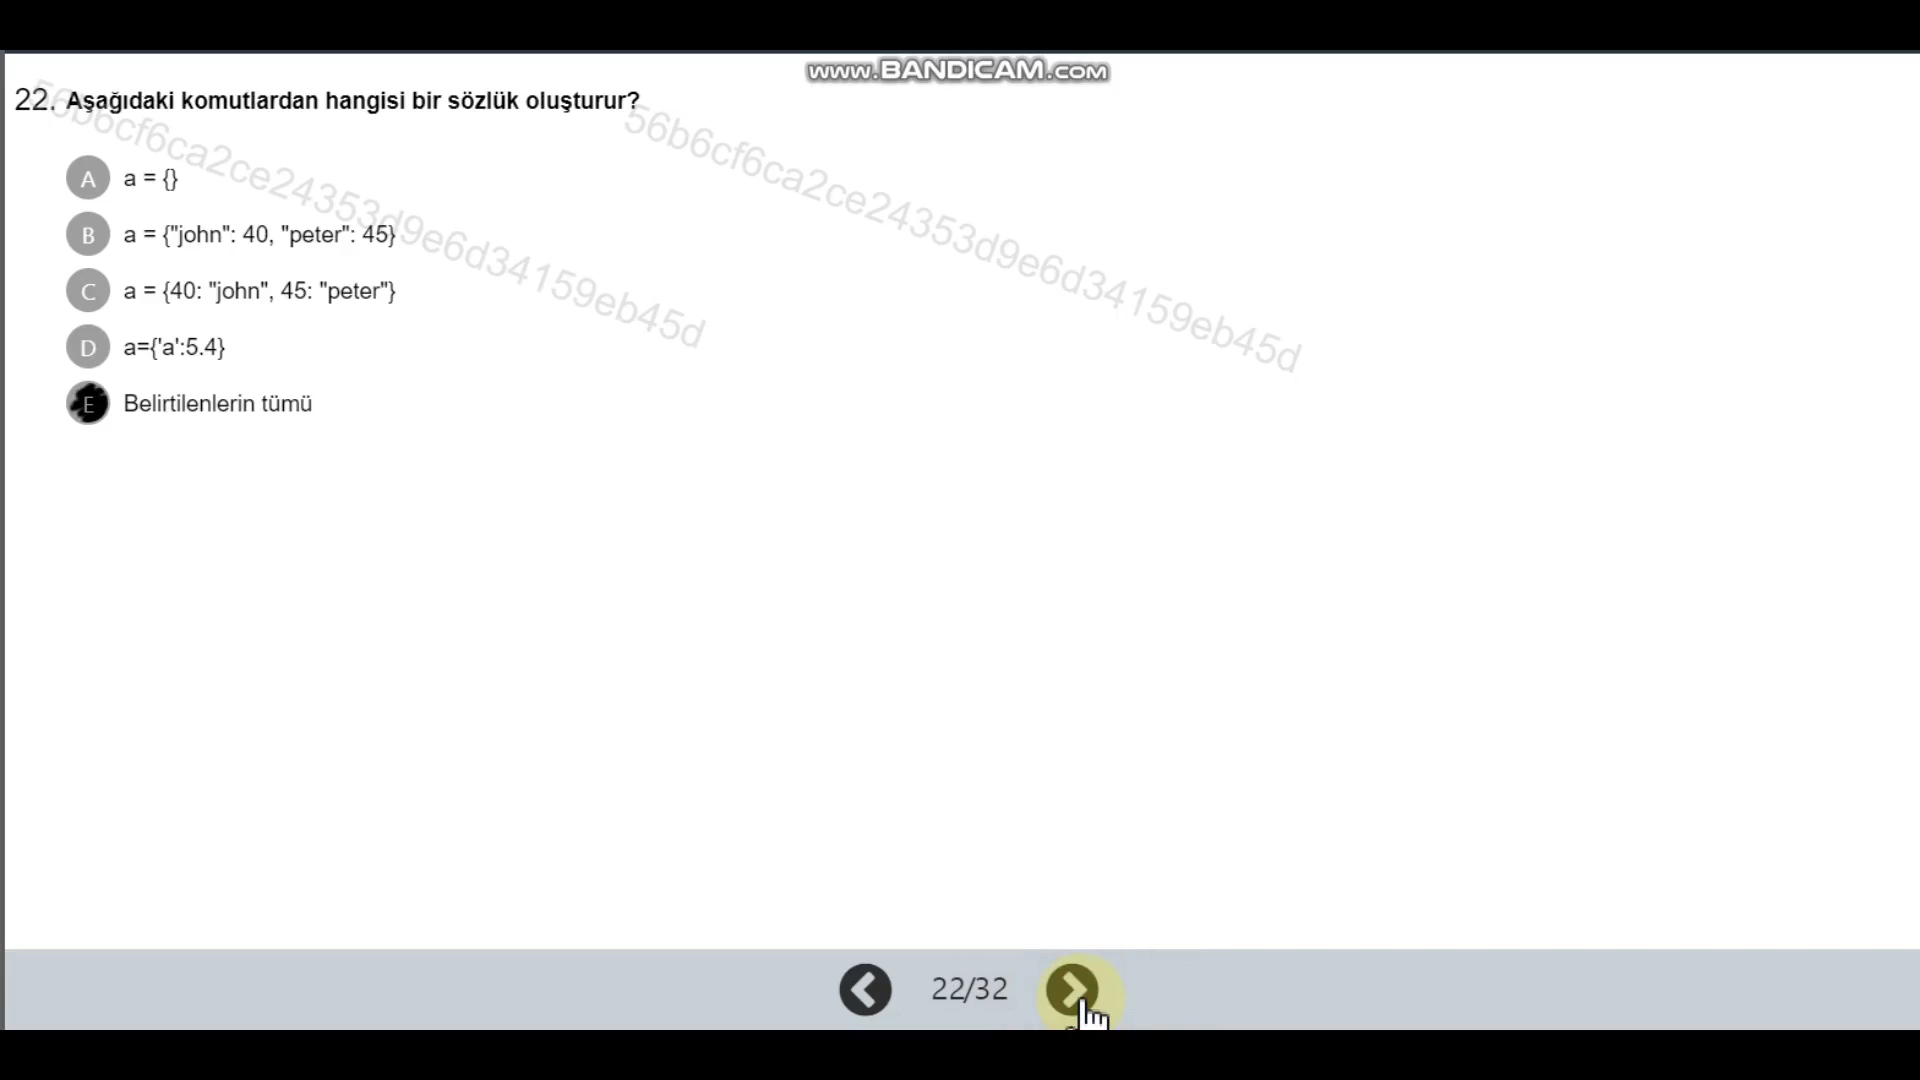 www.BANDICAM.com
22. Aşağıdaki komutlardan hangisi bir sözlük oluşturur?
56b6cf6ca2ce24353d9e6d34159eb45d
56b6cf6ca2ce24353d9e6d34159eb45d
A a = {}
B a = {"john": 40, "peter": 45}
C a = {40: "john", 45: "peter"}
D a={'a':5.4}
E Belirtilenlerin tümü
22/32